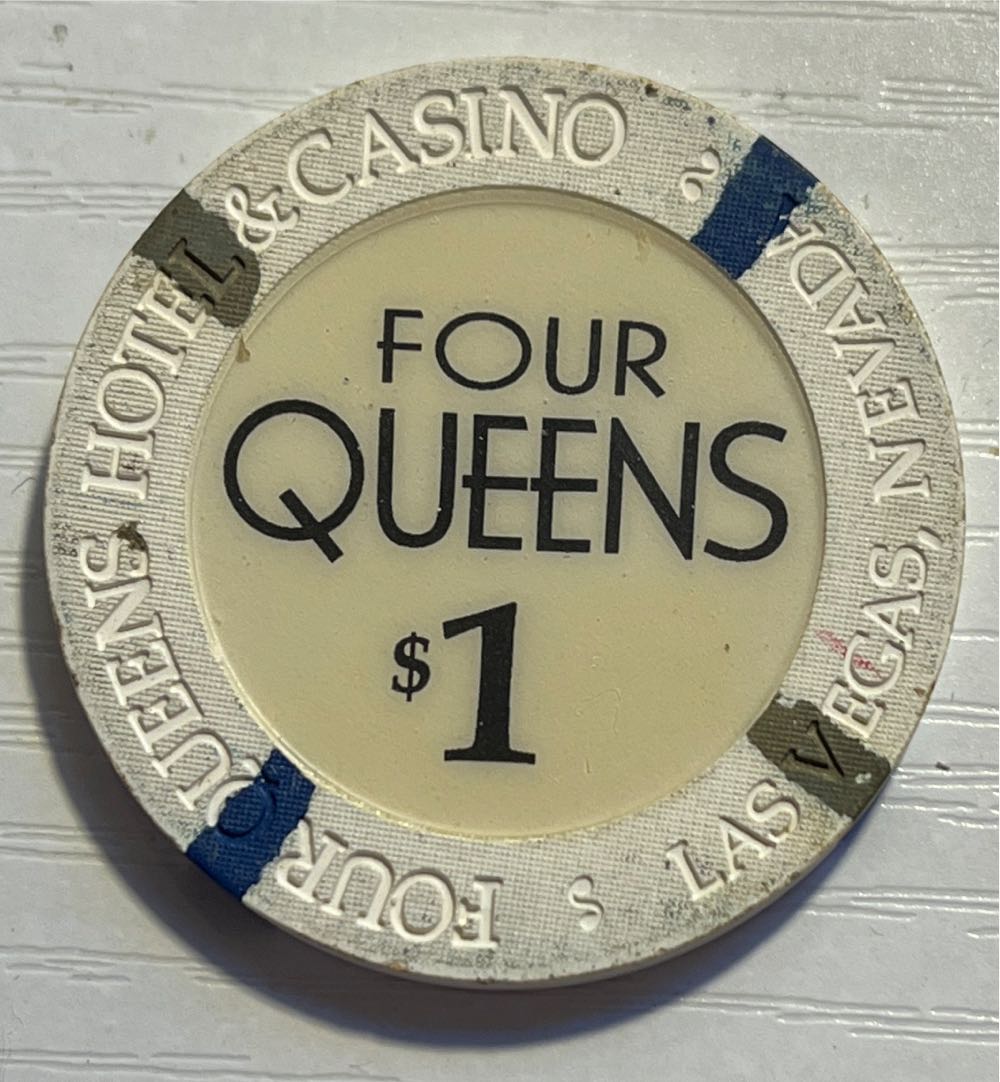 FOUR
QUEENS
$1
FOUR QUEENS HOTEL & CASINO
LAS VEGAS, NEVADA